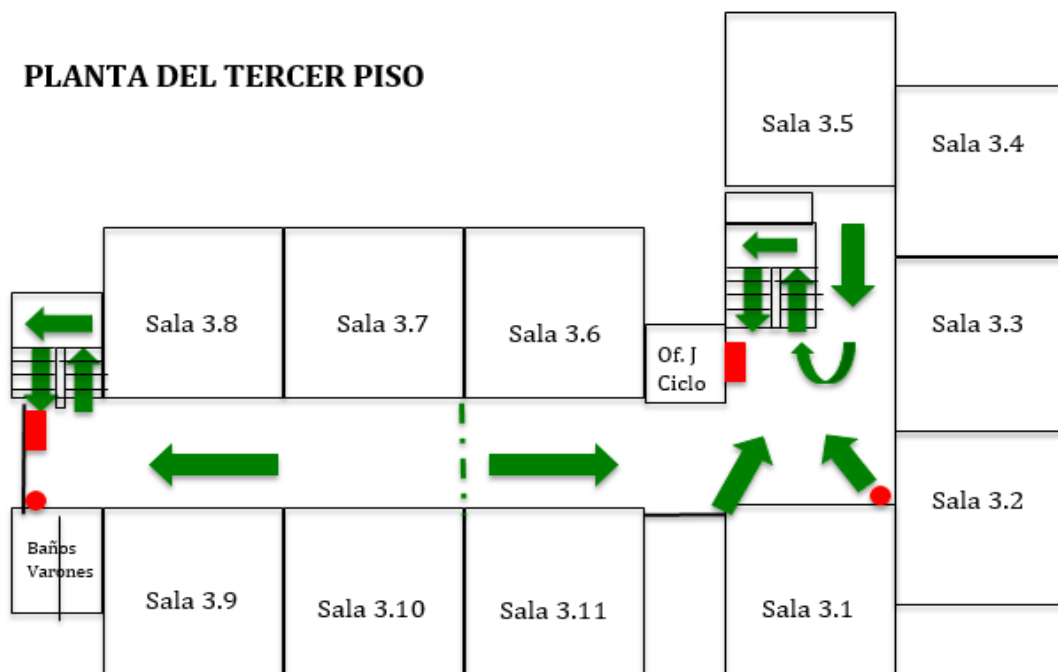 PLANTA DEL TERCER PISO
Sala 3.5
Sala 3.4
Sala 3.8
Sala 3.7
Sala 3.6
Sala 3.3
Of. J
Ciclo
Sala 3.2
Baños
Varones
Sala 3.9
Sala 3.10
Sala 3.11
Sala 3.1